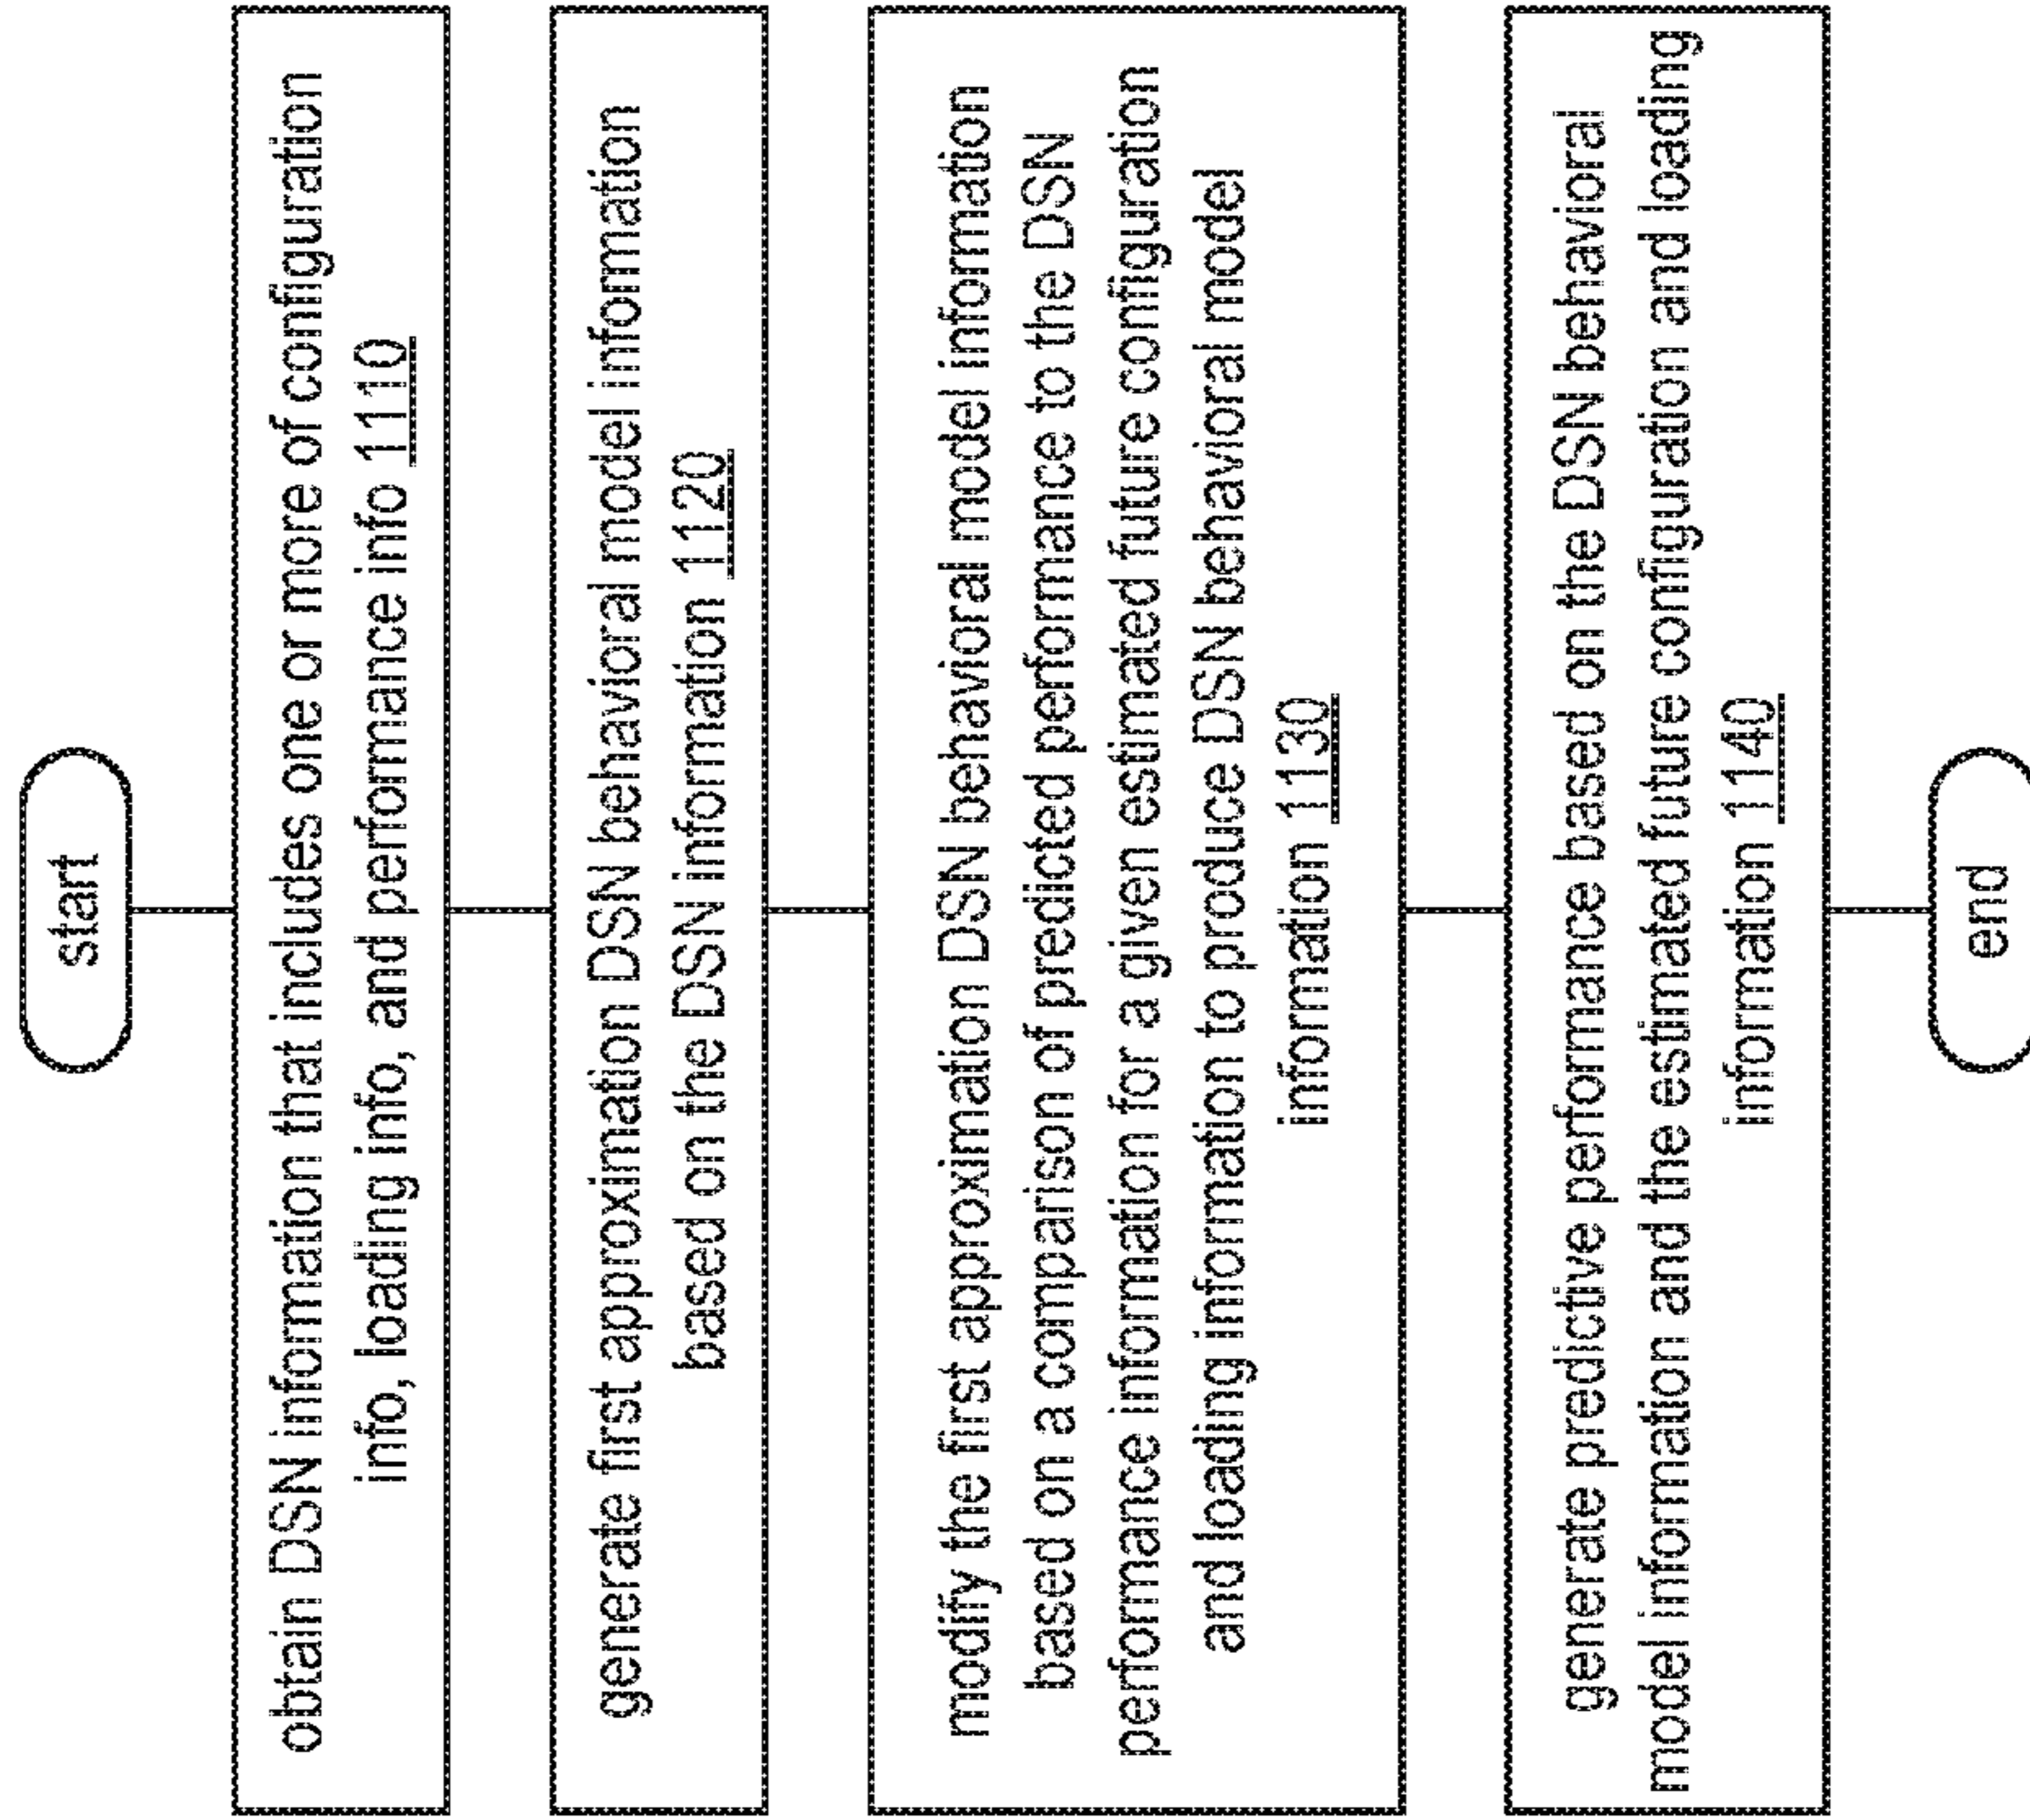 start
obtain DSN information that includes one or more of configuration
info, loading info, and performance info 1110
generate first approximation DSN behavioral model information
based on the DSN information 1120
modify the first approximation DSN behavioral model information
based on a comparison of predicted performance to the DSN
performance information for a given estimated future configuration
and loading information to produce DSN behavioral model
information 1130
generate predictive performance based on the DSN behavioral
model information and the estimated future configuration and loading
information 1140
end